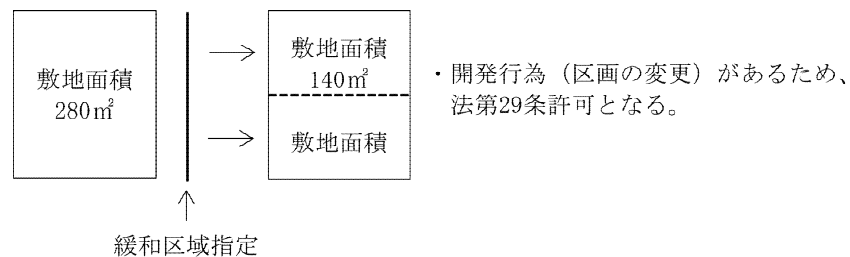 敷地面積
280㎡
敷地面積
140㎡
敷地面積
・開発行為（区画の変更）があるため、
法第29条許可となる。
緩和区域指定